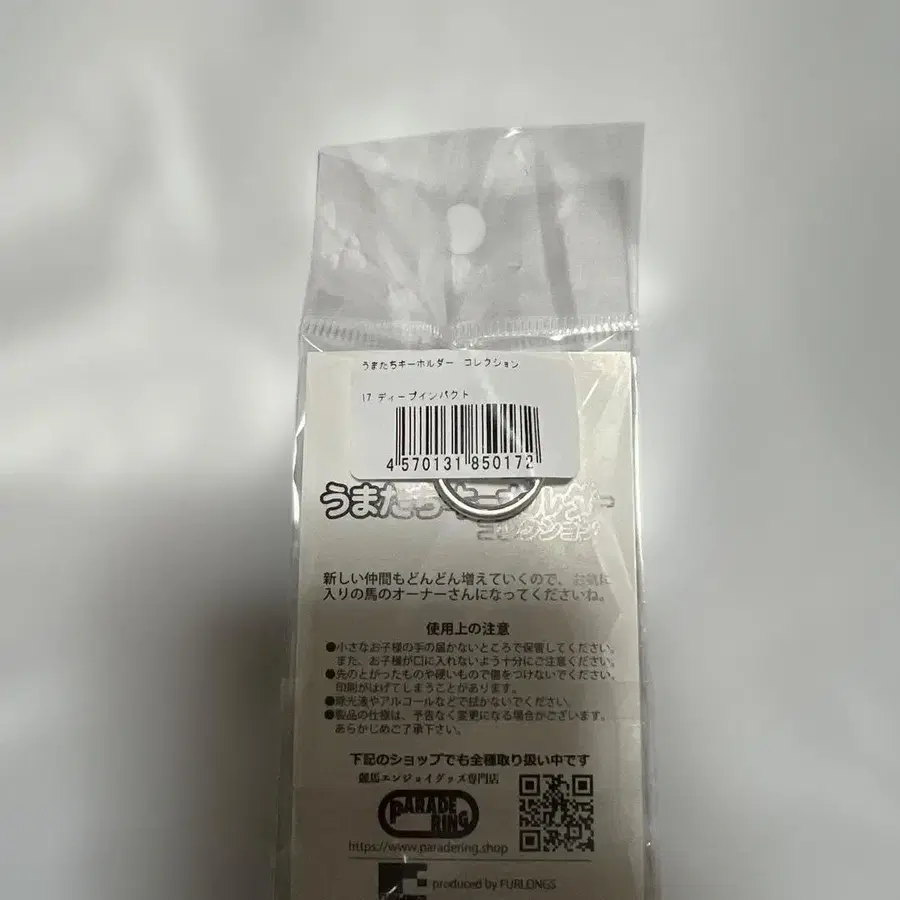 うまたちキーホルダー コレクション
17 ディープインパクト
4 570131 850172
うまたちキーホルダー
コレクション
新しい仲間もどんどん増えていくので、お気に
入りの馬のオーナーさんになってくださいね。
使用上の注意
●小さなお子様の手の届かないところで保管してください。
また、お子様が口に入れないよう十分にご注意ください。
●先のとがったものや硬いもので傷をつけないでください。
印刷がはげてしまうことがあります。
●除光液やアルコールなどで拭かないでください。
●製品の仕様は、予告なく変更になる場合がございます。
あらかじめご了承下さい。
下記のショップでも全種取り扱い中です
競馬エンジョイグッズ専門店
PARADE
RING
https://www.paradering.shop
produced by FURLONGS